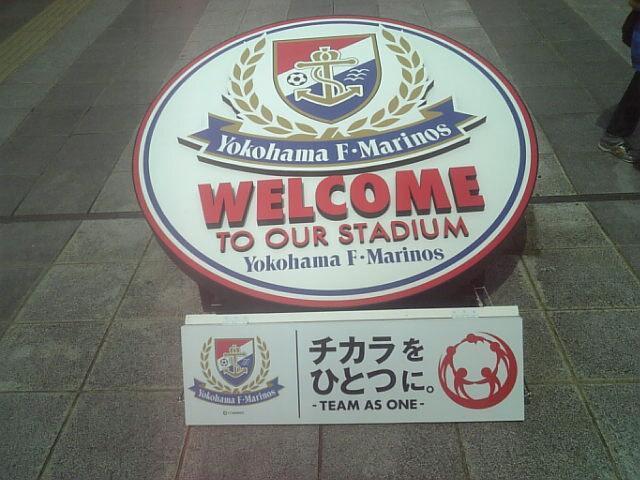 Yokohama F·Marinos
WELCOME
TO OUR STADIUM
Yokohama F·Marinos
チカラを
ひとつに。
-TEAM AS ONE-
Yokohama F·Marinos